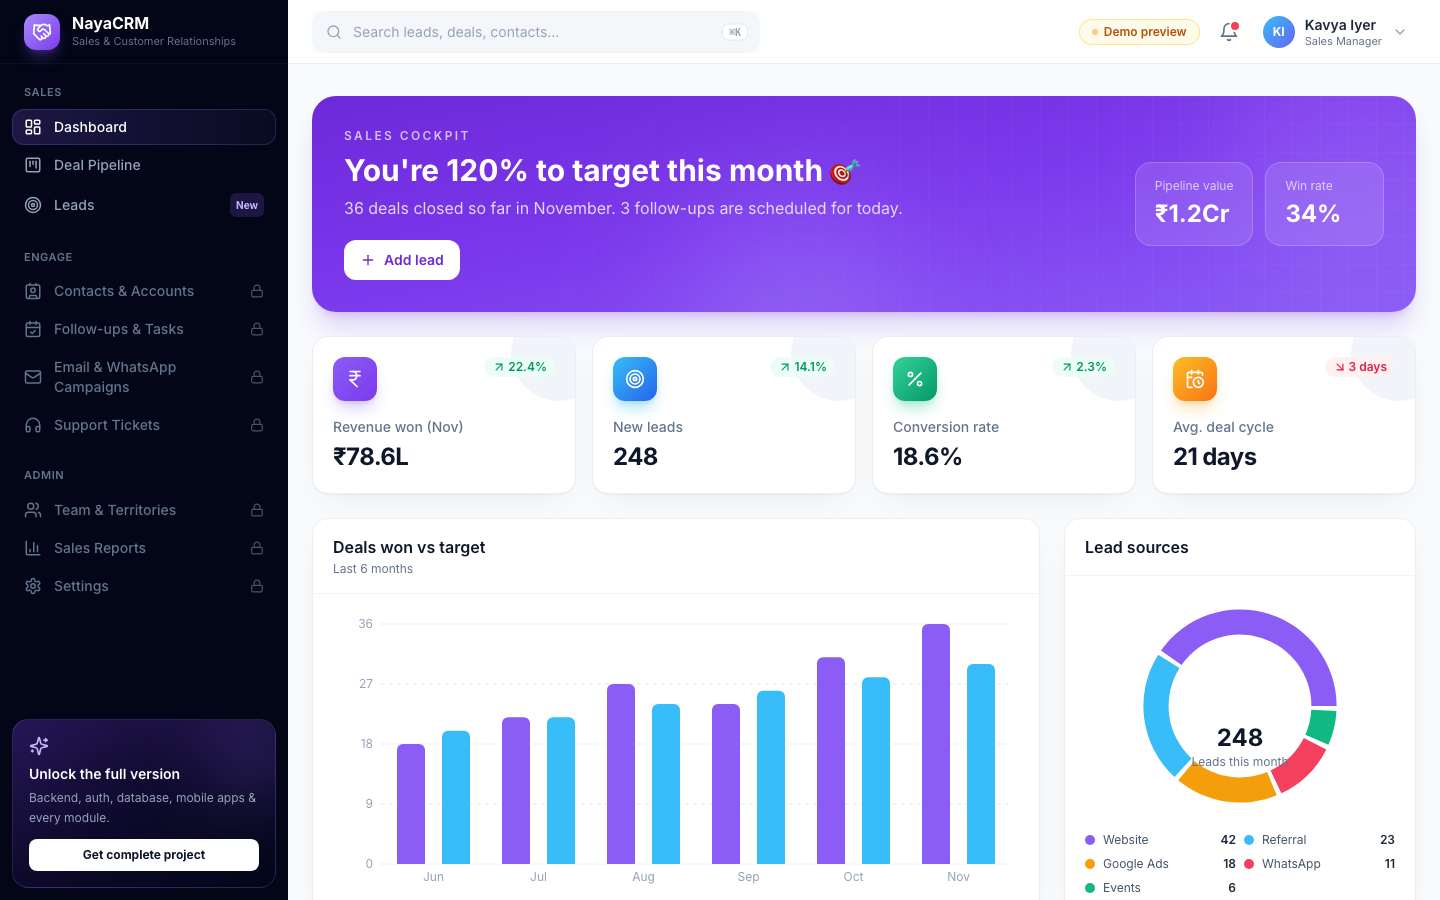 NayaCRM
Sales & Customer Relationships
SALES
Dashboard
Deal Pipeline
Leads
New
ENGAGE
Contacts & Accounts
Follow-ups & Tasks
Email & WhatsApp
Campaigns
Support Tickets
ADMIN
Team & Territories
Sales Reports
Settings
Unlock the full version
Backend, auth, database, mobile apps &
every module.
Get complete project
Search leads, deals, contacts...
⌘K
Demo preview
KI
Kavya Iyer
Sales Manager
SALES COCKPIT
You're 120% to target this month
36 deals closed so far in November. 3 follow-ups are scheduled for today.
Add lead
Pipeline value
₹1.2Cr
Win rate
34%
22.4%
Revenue won (Nov)
₹78.6L
14.1%
New leads
248
2.3%
Conversion rate
18.6%
3 days
Avg. deal cycle
21 days
Deals won vs target
Last 6 months
36
27
18
9
0
Jun Jul Aug Sep Oct Nov
Lead sources
248
Leads this month
Website 42 Referral 23
Google Ads 18 WhatsApp 11
Events 6